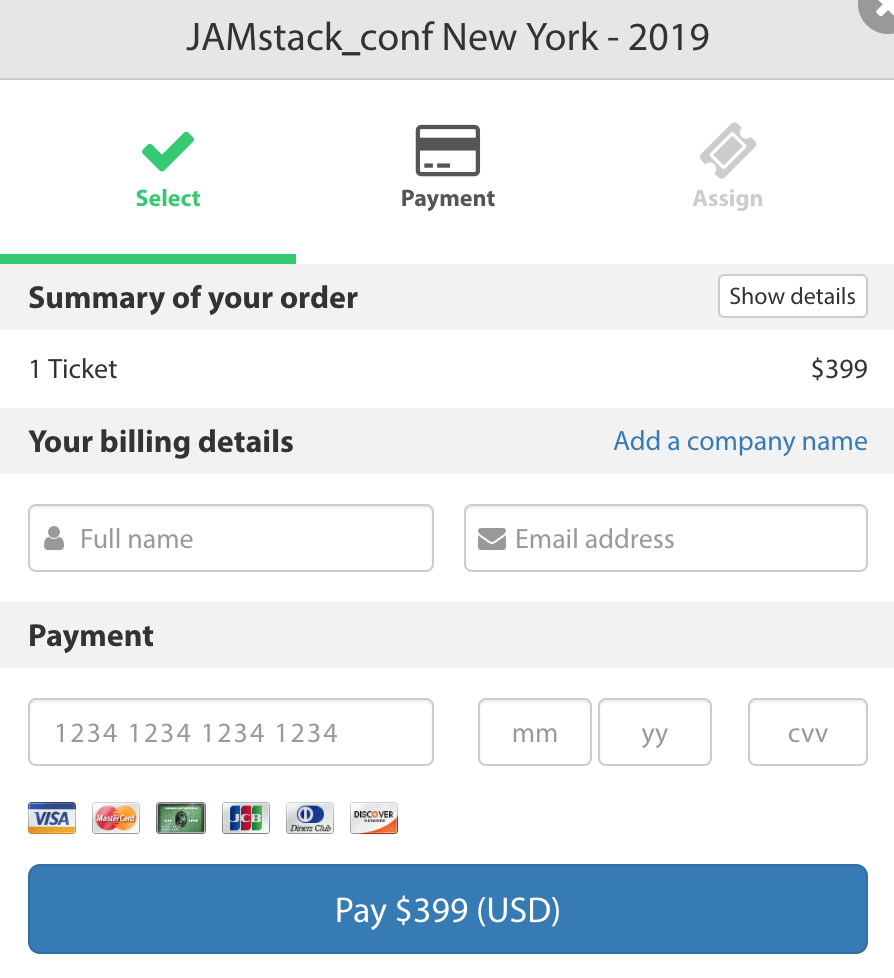 JAMstack_conf New York - 2019
Select Payment Assign
Summary of your order Show details
1 Ticket $399
Your billing details Add a company name
Full name Email address
Payment
1234 1234 1234 1234 mm yy cvv
VISA MasterCard JCB Diners Club DISCOVER NETWORK
Pay $399 (USD)